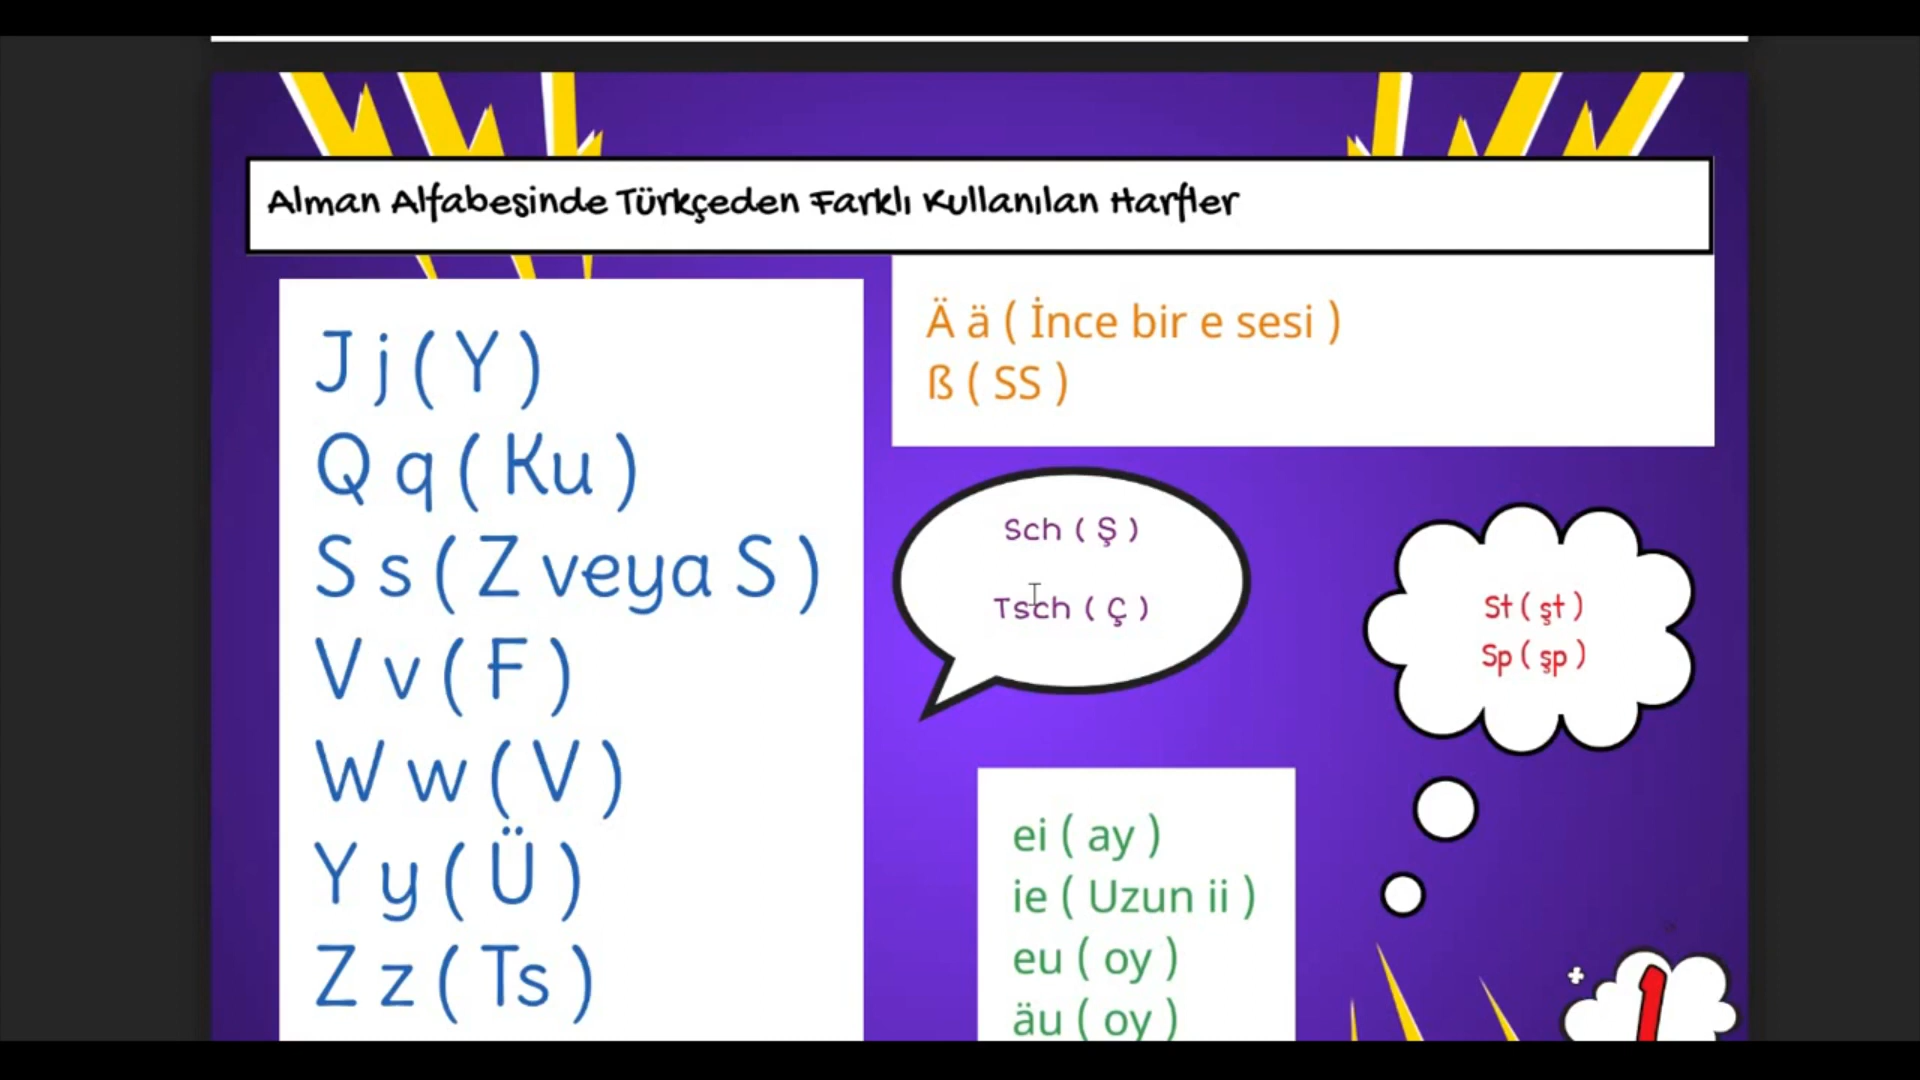 Alman Alfabesinde Türkçeden Farklı Kullanılan Harfler
J j ( Y )
Q q ( Ku )
S s ( Z veya S )
V v ( F )
W w ( V )
Y y ( Ü )
Z z ( Ts )
Ä ä ( İnce bir e sesi )
ß ( SS )
Sch ( Ş )
Tsch ( Ç )
St ( şt )
Sp ( şp )
ei ( ay )
ie ( Uzun ii )
eu ( oy )
äu ( oy )
1